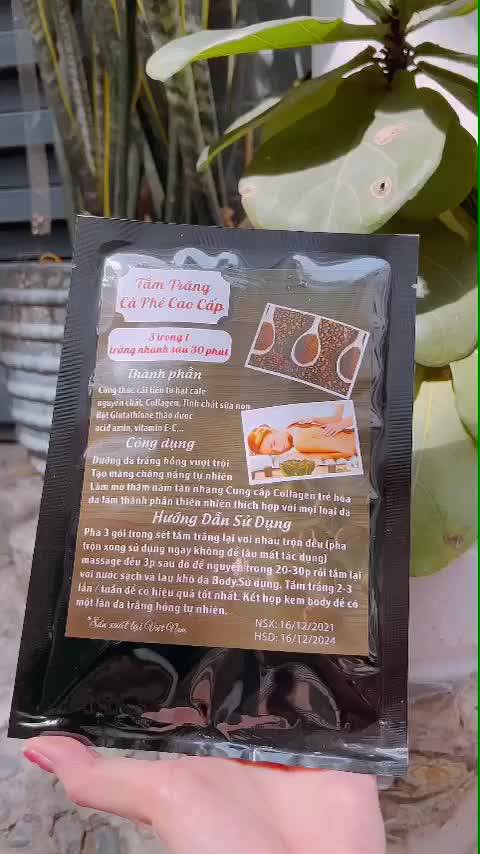 Tắm Trắng
Cà Phê Cao Cấp
3 trong 1
trắng nhanh sau 30 phút
Thành phần
Công thức cải tiến từ hạt cafe
nguyên chất, Collagen, Tinh chất sữa non
Bột Glutathione thảo dược
acid amin, vitamin E-C...
Công dụng
Dưỡng da trắng hồng vượt trội
Tạo màng chống nắng tự nhiên
Làm mờ thâm nám tàn nhang Cung cấp Collagen trẻ hóa
da làm thành phần thiên nhiên thích hợp với mọi loại da
Hướng Dẫn Sử Dụng
Pha 3 gói trong sét tắm trắng lại với nhau trộn đều (pha
trộn xong sử dụng ngay không để lâu mất tác dụng)
massage đều 3p sau đó để nguyên trong 20-30p rồi tắm lại
với nước sạch và lau khô da Body.Sử dụng. Tắm trắng 2-3
lần / tuần để có hiệu quả tốt nhất. Kết hợp kem body để có
một làn da trắng hồng tự nhiên.
*Sản xuất tại Việt Nam
NSX: 16/12/2021
HSD: 16/12/2024